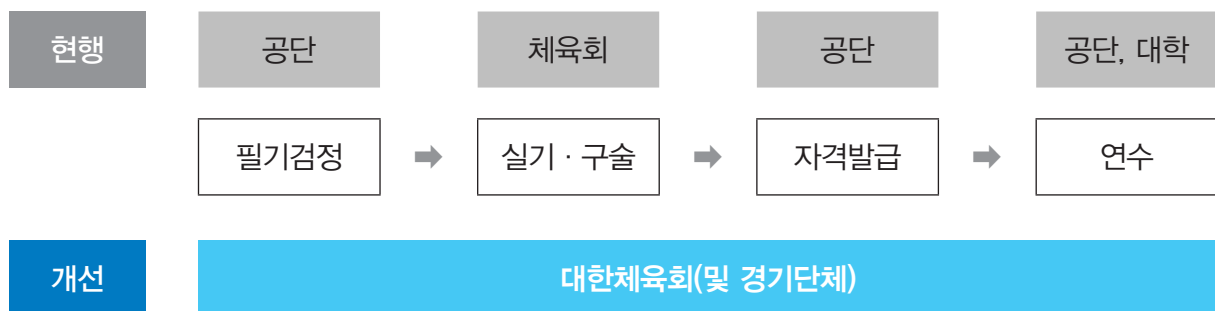 현행 공단 체육회 공단 공단, 대학
필기검정 ➡ 실기 · 구술 ➡ 자격발급 ➡ 연수
개선 대한체육회(및 경기단체)